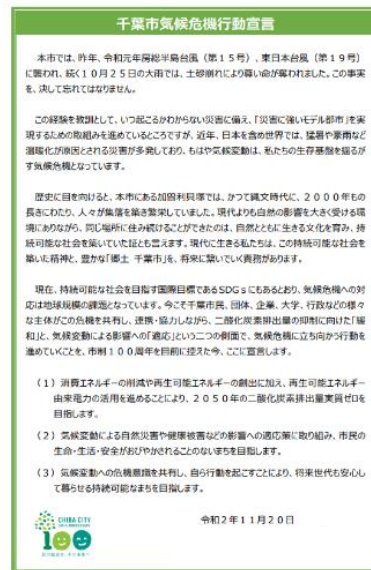 千葉市気候危機行動宣言
本市では、昨年、令和元年房総半島台風（第１５号）、東日本台風（第１９号）
に襲われ、続く１０月２５日の大雨では、土砂崩れにより尊い命が奪われました。この事実
を、決して忘れてはなりません。
この経験を教訓として、いつ起こるかわからない災害に備え、「災害に強いモデル都市」を実
現するための取組みを進めているところですが、近年、日本を含め世界では、猛暑や豪雨など
温暖化が原因とされる災害が多発しており、もはや気候変動は、私たちの生存基盤を揺るが
す気候危機となっています。
歴史に目を向けると、本市にある加曽利貝塚では、かつて縄文時代に、２０００年もの
長きにわたり、人々が集落を築き繁栄していました。現代よりも自然の影響を大きく受ける環
境にありながら、同じ場所に住み続けることができたのは、自然とともに生きる文化を育み、持
続可能な社会を築いていた証とも言えます。現代に生きる私たちは、この持続可能な社会を
築いた精神と、豊かな「郷土 千葉市」を、将来に繋いでいく責務があります。
現在、持続可能な社会を目指す国際目標であるSDGsにもあるとおり、気候危機への対
応は地球規模の課題となっています。今こそ千葉市民、団体、企業、大学、行政などの様々
な主体がこの危機を共有し、連携・協力しながら、二酸化炭素排出量の抑制に向けた「緩
和」と、気候変動による影響への「適応」という二つの側面で、気候危機に立ち向かう行動を
進めていくことを、市制１００周年を目前に控えた今、ここに宣言します。
（１）消費エネルギーの削減や再生可能エネルギーの創出に加え、再生可能エネルギー
由来電力の活用を進めることにより、２０５０年の二酸化炭素排出量実質ゼロを
目指します。
（２）気候変動による自然災害や健康被害などの影響への適応策に取り組み、市民の
生命・生活・安全がおびやかされることのないまちを目指します。
（３）気候変動への危機意識を共有し、自ら行動を起こすことにより、将来世代も安心し
て暮らせる持続可能なまちを目指します。
令和２年１１月２０日
CHIBA CITY
100